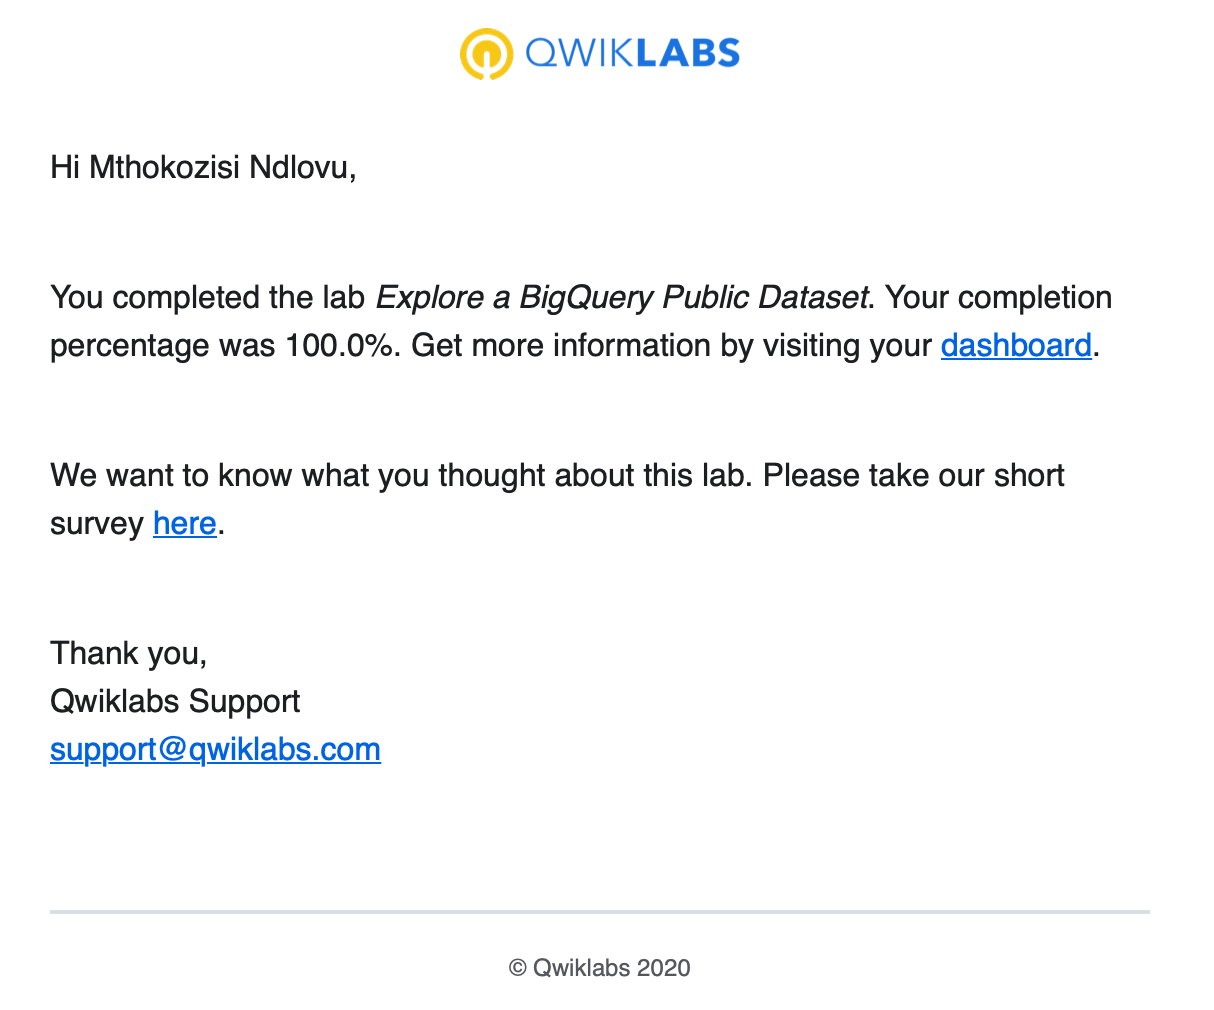 QWIKLABS
Hi Mthokozisi Ndlovu,
You completed the lab Explore a BigQuery Public Dataset. Your completion
percentage was 100.0%. Get more information by visiting your dashboard.
We want to know what you thought about this lab. Please take our short
survey here.
Thank you,
Qwiklabs Support
support@qwiklabs.com
© Qwiklabs 2020